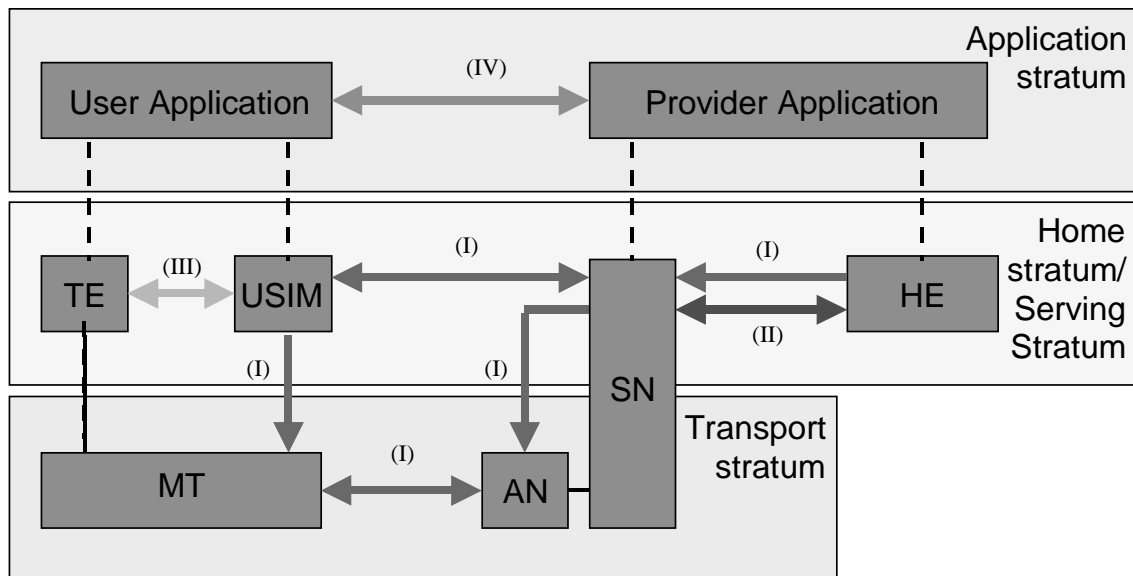 Application
stratum
(IV)
User Application
Provider Application
Home
stratum/
Serving
Stratum
(I)
(I)
(III)
TE
USIM
HE
(II)
(I)
(I)
SN
Transport
stratum
(I)
MT
AN